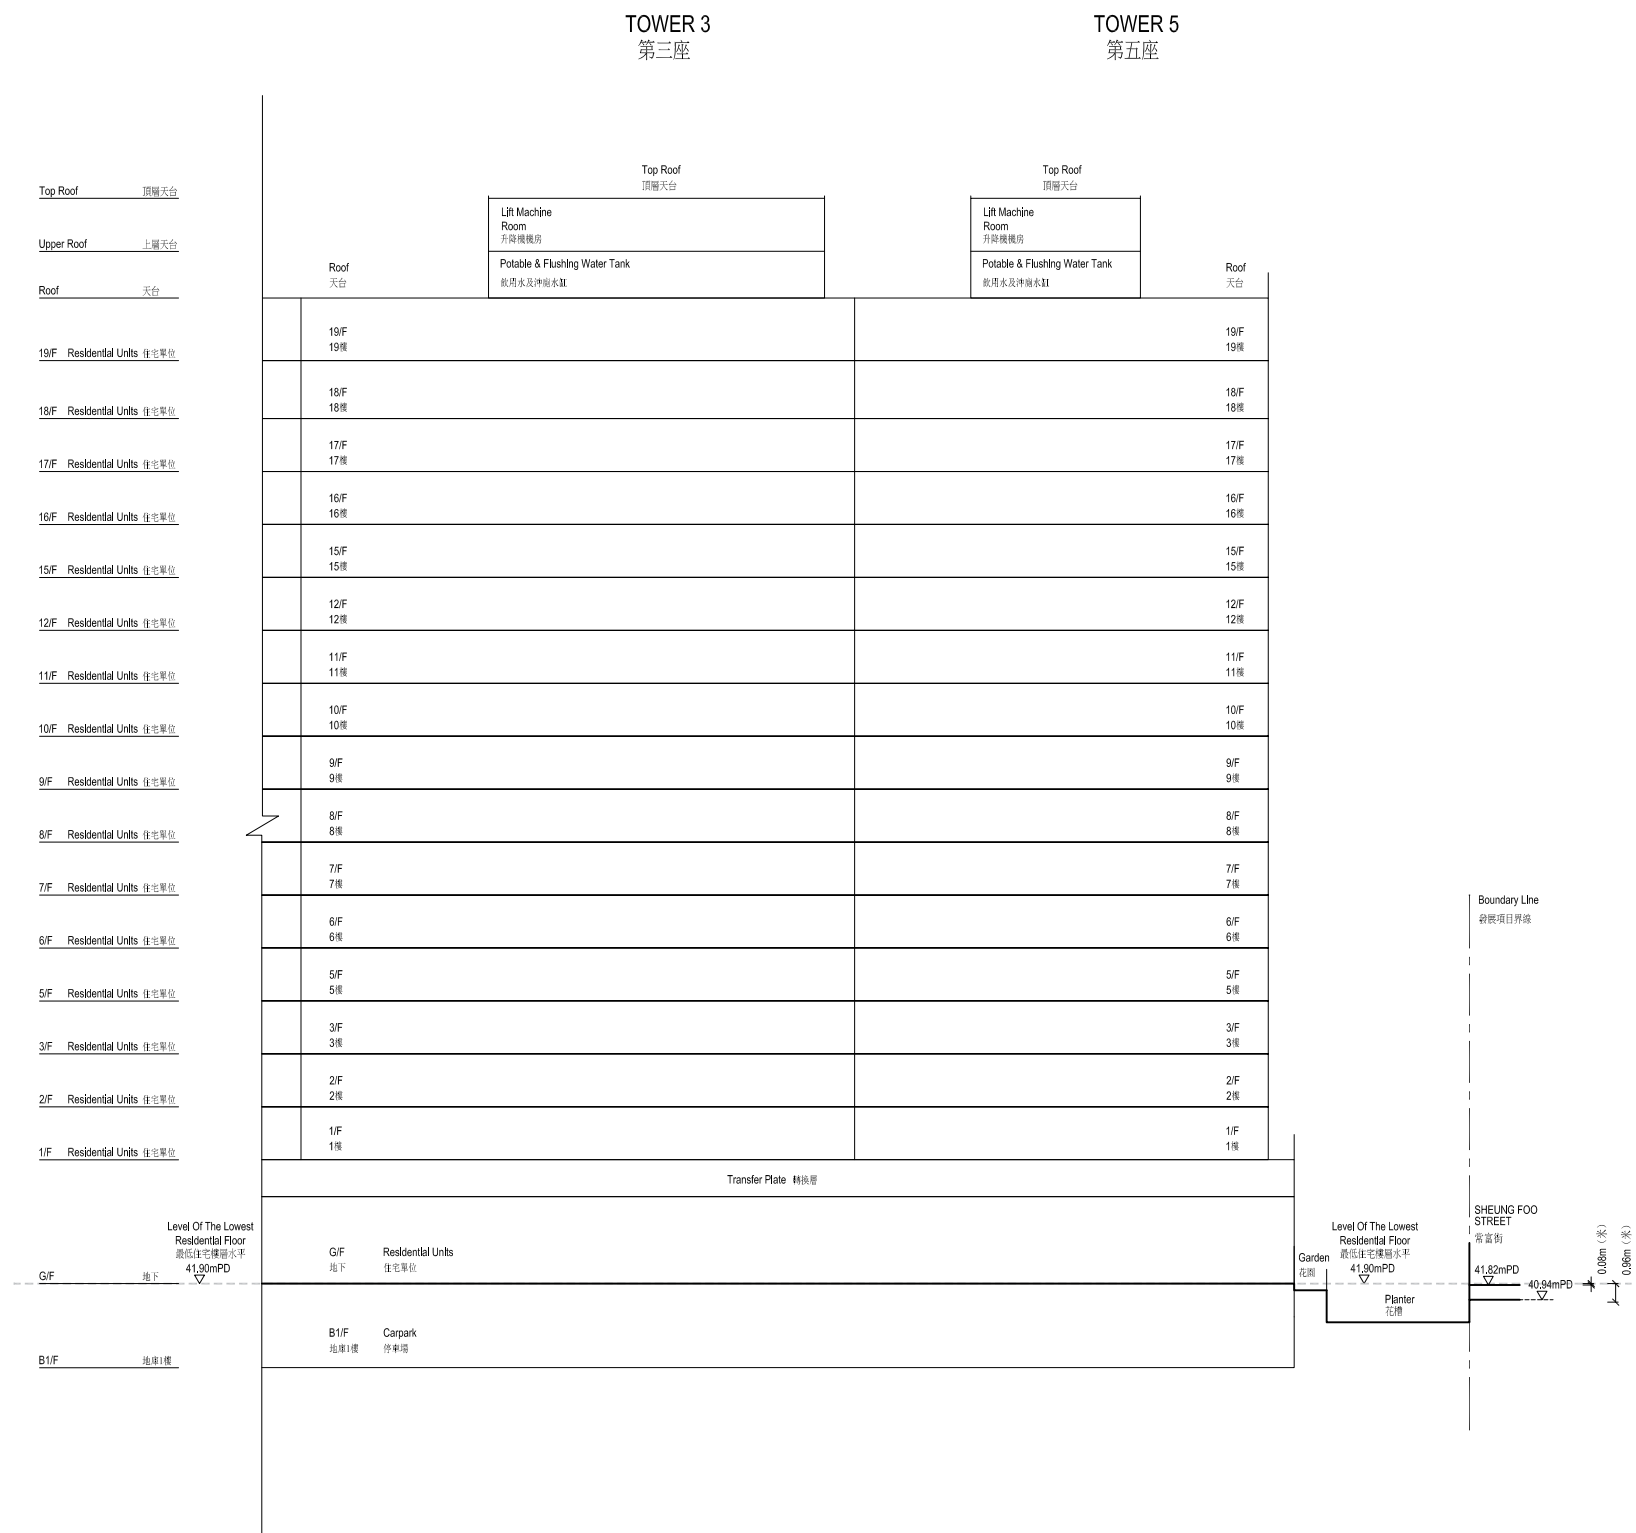 TOWER 3
第三座
TOWER 5
第五座
Top Roof 頂層天台
Upper Roof 上層天台
Roof 天台
19/F Residential Units 住宅單位
18/F Residential Units 住宅單位
17/F Residential Units 住宅單位
16/F Residential Units 住宅單位
15/F Residential Units 住宅單位
12/F Residential Units 住宅單位
11/F Residential Units 住宅單位
10/F Residential Units 住宅單位
9/F Residential Units 住宅單位
8/F Residential Units 住宅單位
7/F Residential Units 住宅單位
6/F Residential Units 住宅單位
5/F Residential Units 住宅單位
3/F Residential Units 住宅單位
2/F Residential Units 住宅單位
1/F Residential Units 住宅單位
Level Of The Lowest
Residential Floor
最低住宅樓層水平
41.90mPD
G/F 地下
B1/F 地庫1樓
Top Roof
頂層天台
Lift Machine
Room
升降機機房
Potable & Flushing Water Tank
飲用水及沖廁水缸
Top Roof
頂層天台
Lift Machine
Room
升降機機房
Potable & Flushing Water Tank
飲用水及沖廁水缸
Roof
天台
19/F
19樓
18/F
18樓
17/F
17樓
16/F
16樓
15/F
15樓
12/F
12樓
11/F
11樓
10/F
10樓
9/F
9樓
8/F
8樓
7/F
7樓
6/F
6樓
5/F
5樓
3/F
3樓
2/F
2樓
1/F
1樓
Roof
天台
19/F
19樓
18/F
18樓
17/F
17樓
16/F
16樓
15/F
15樓
12/F
12樓
11/F
11樓
10/F
10樓
9/F
9樓
8/F
8樓
7/F
7樓
6/F
6樓
5/F
5樓
3/F
3樓
2/F
2樓
1/F
1樓
Transfer Plate 轉換層
G/F Residential Units
地下 住宅單位
B1/F Carpark
地庫1樓 停車場
Garden
花園
Level Of The Lowest
Residential Floor
最低住宅樓層水平
41.90mPD
Planter
花槽
Boundary Line
發展項目界線
SHEUNG FOO
STREET
常富街
41.82mPD
40.94mPD
0.08m（米）
0.96m（米）